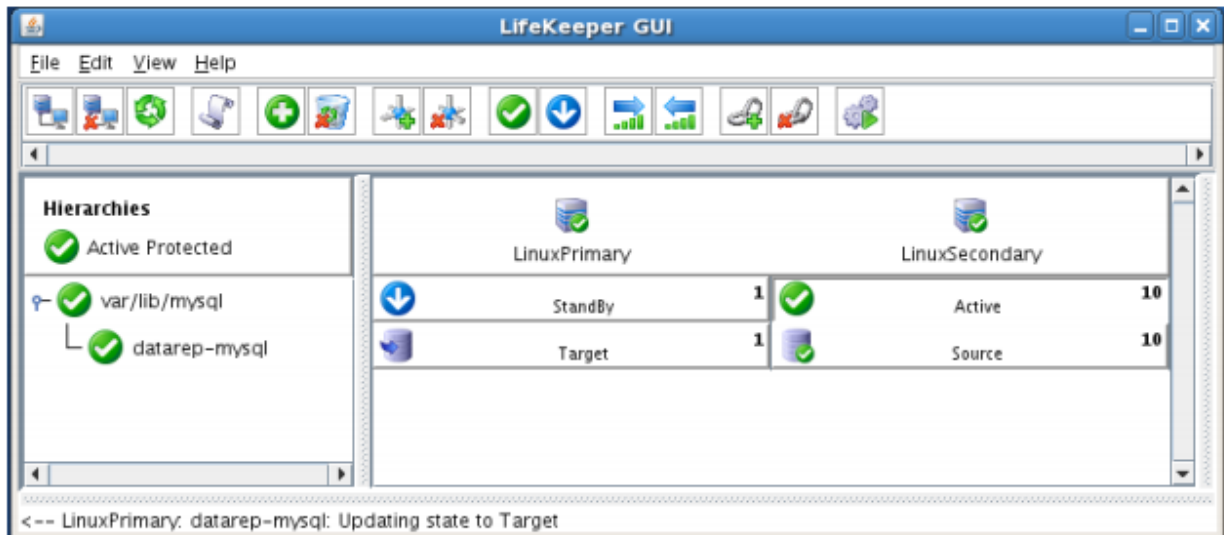 LifeKeeper GUI
File Edit View Help
Hierarchies
Active Protected
LinuxPrimary LinuxSecondary
var/lib/mysql StandBy 1 Active 10
datarep-mysql Target 1 Source 10
<-- LinuxPrimary: datarep-mysql: Updating state to Target